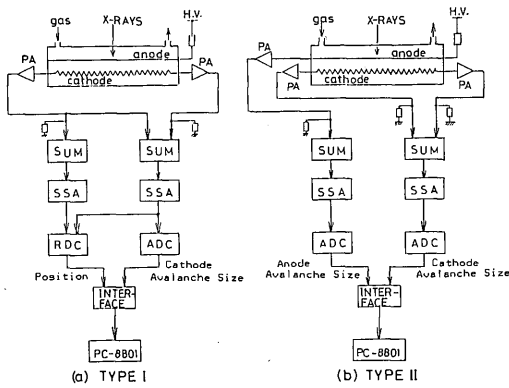 gas
X-RAYS
H.V.
PA
anode
cathode
PA
SUM
SUM
SSA
SSA
RDC
ADC
Position
Cathode
Avalanche Size
INTER-
FACE
PC-8801
(a) TYPE I
gas
X-RAYS
H.V.
PA
anode
PA
cathode
PA
SUM
SUM
SSA
SSA
ADC
ADC
Anode
Avalanche Size
Cathode
Avalanche Size
INTER-
FACE
PC-8801
(b) TYPE II